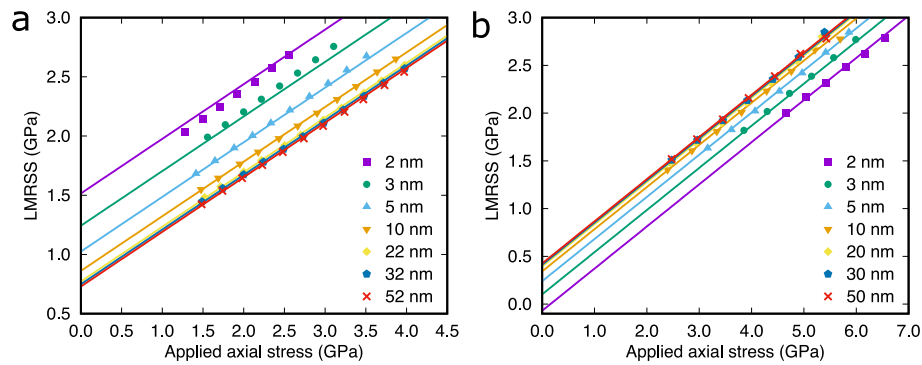 a
3.0
2.5
2.0
1.5
1.0
0.5
LMRSS (GPa)
2 nm
3 nm
5 nm
10 nm
22 nm
32 nm
52 nm
0.0 0.5 1.0 1.5 2.0 2.5 3.0 3.5 4.0 4.5
Applied axial stress (GPa)
b
3.0
2.5
2.0
1.5
1.0
0.5
0.0
LMRSS (GPa)
2 nm
3 nm
5 nm
10 nm
20 nm
30 nm
50 nm
0.0 1.0 2.0 3.0 4.0 5.0 6.0 7.0
Applied axial stress (GPa)